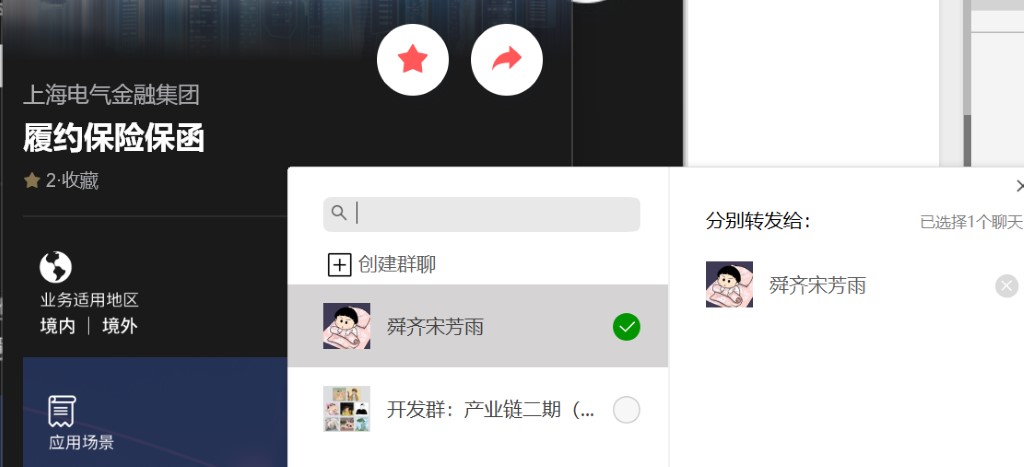 上海电气金融集团
履约保险保函
2·收藏
业务适用地区
境内｜境外
应用场景
创建群聊
舜齐宋芳雨
开发群：产业链二期（...
分别转发给：
已选择1个聊天
舜齐宋芳雨